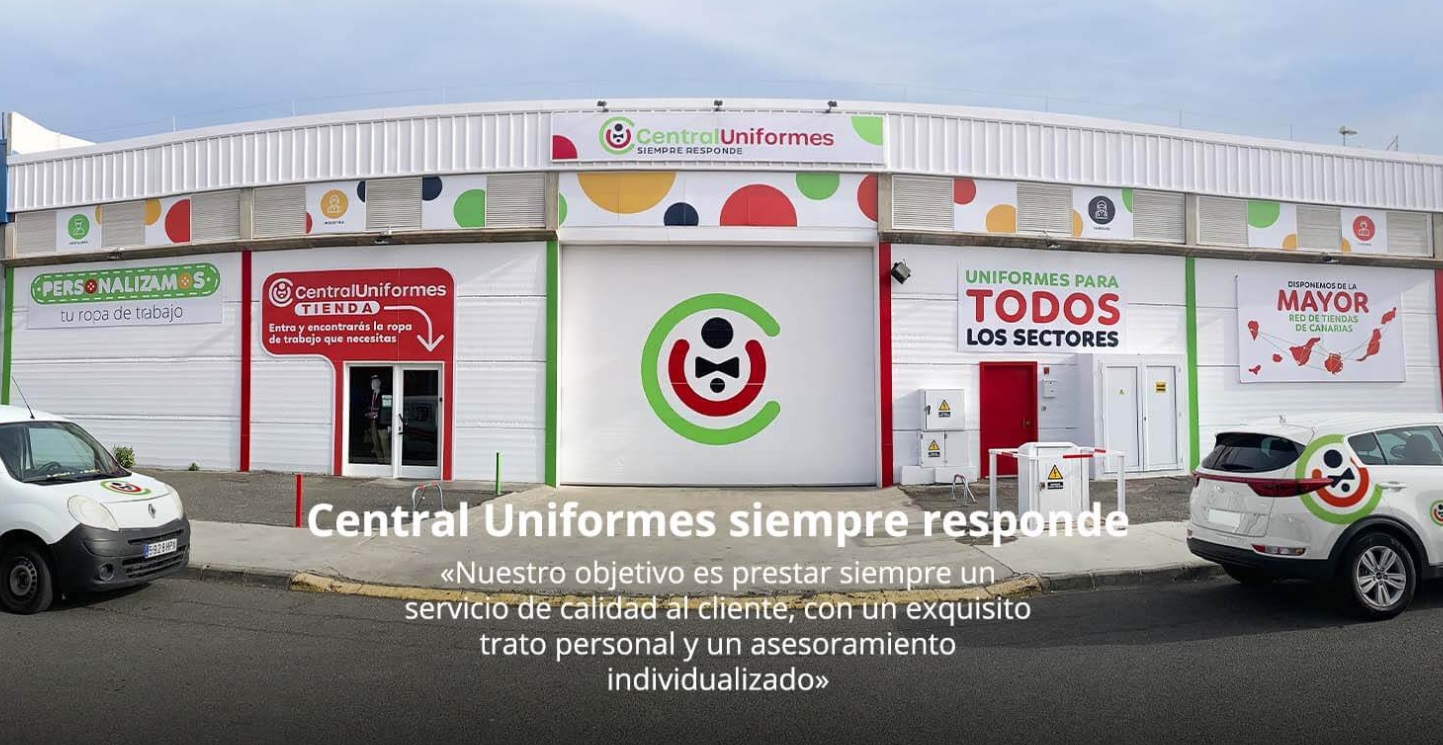 CentralUniformes
SIEMPRE RESPONDE
PERSONALIZAMOS
tu ropa de trabajo
CentralUniformes
TIENDA
Entra y encontrarás la ropa
de trabajo que necesitas
UNIFORMES PARA
TODOS
LOS SECTORES
DISPONEMOS DE LA
MAYOR
RED DE TIENDAS
DE CANARIAS
Central Uniformes siempre responde
«Nuestro objetivo es prestar siempre un
servicio de calidad al cliente, con un exquisito
trato personal y un asesoramiento
individualizado»